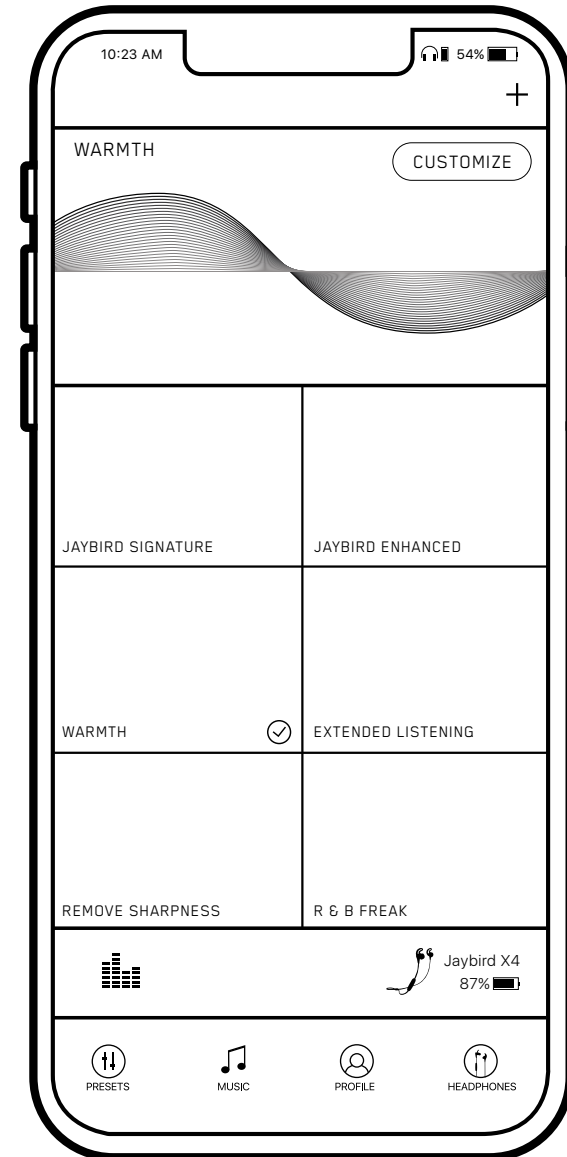 10:23 AM 54%
WARMTH
CUSTOMIZE
JAYBIRD SIGNATURE
JAYBIRD ENHANCED
WARMTH
EXTENDED LISTENING
REMOVE SHARPNESS
R & B FREAK
Jaybird X4
87%
PRESETS
MUSIC
PROFILE
HEADPHONES